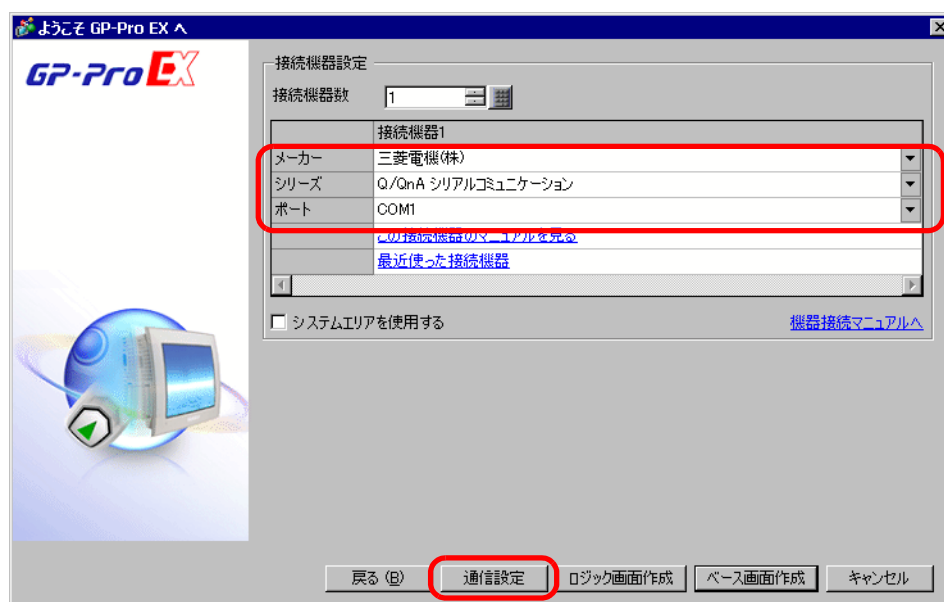 ようこそ GP-Pro EX へ
GP-Pro EX
接続機器設定
接続機器数 1
接続機器1
メーカー 三菱電機(株)
シリーズ Q/QnA シリアルコミュニケーション
ポート COM1
この接続機器のマニュアルを見る
最近使った接続機器
システムエリアを使用する 機器接続マニュアルへ
戻る (B) 通信設定 ロジック画面作成 ベース画面作成 キャンセル